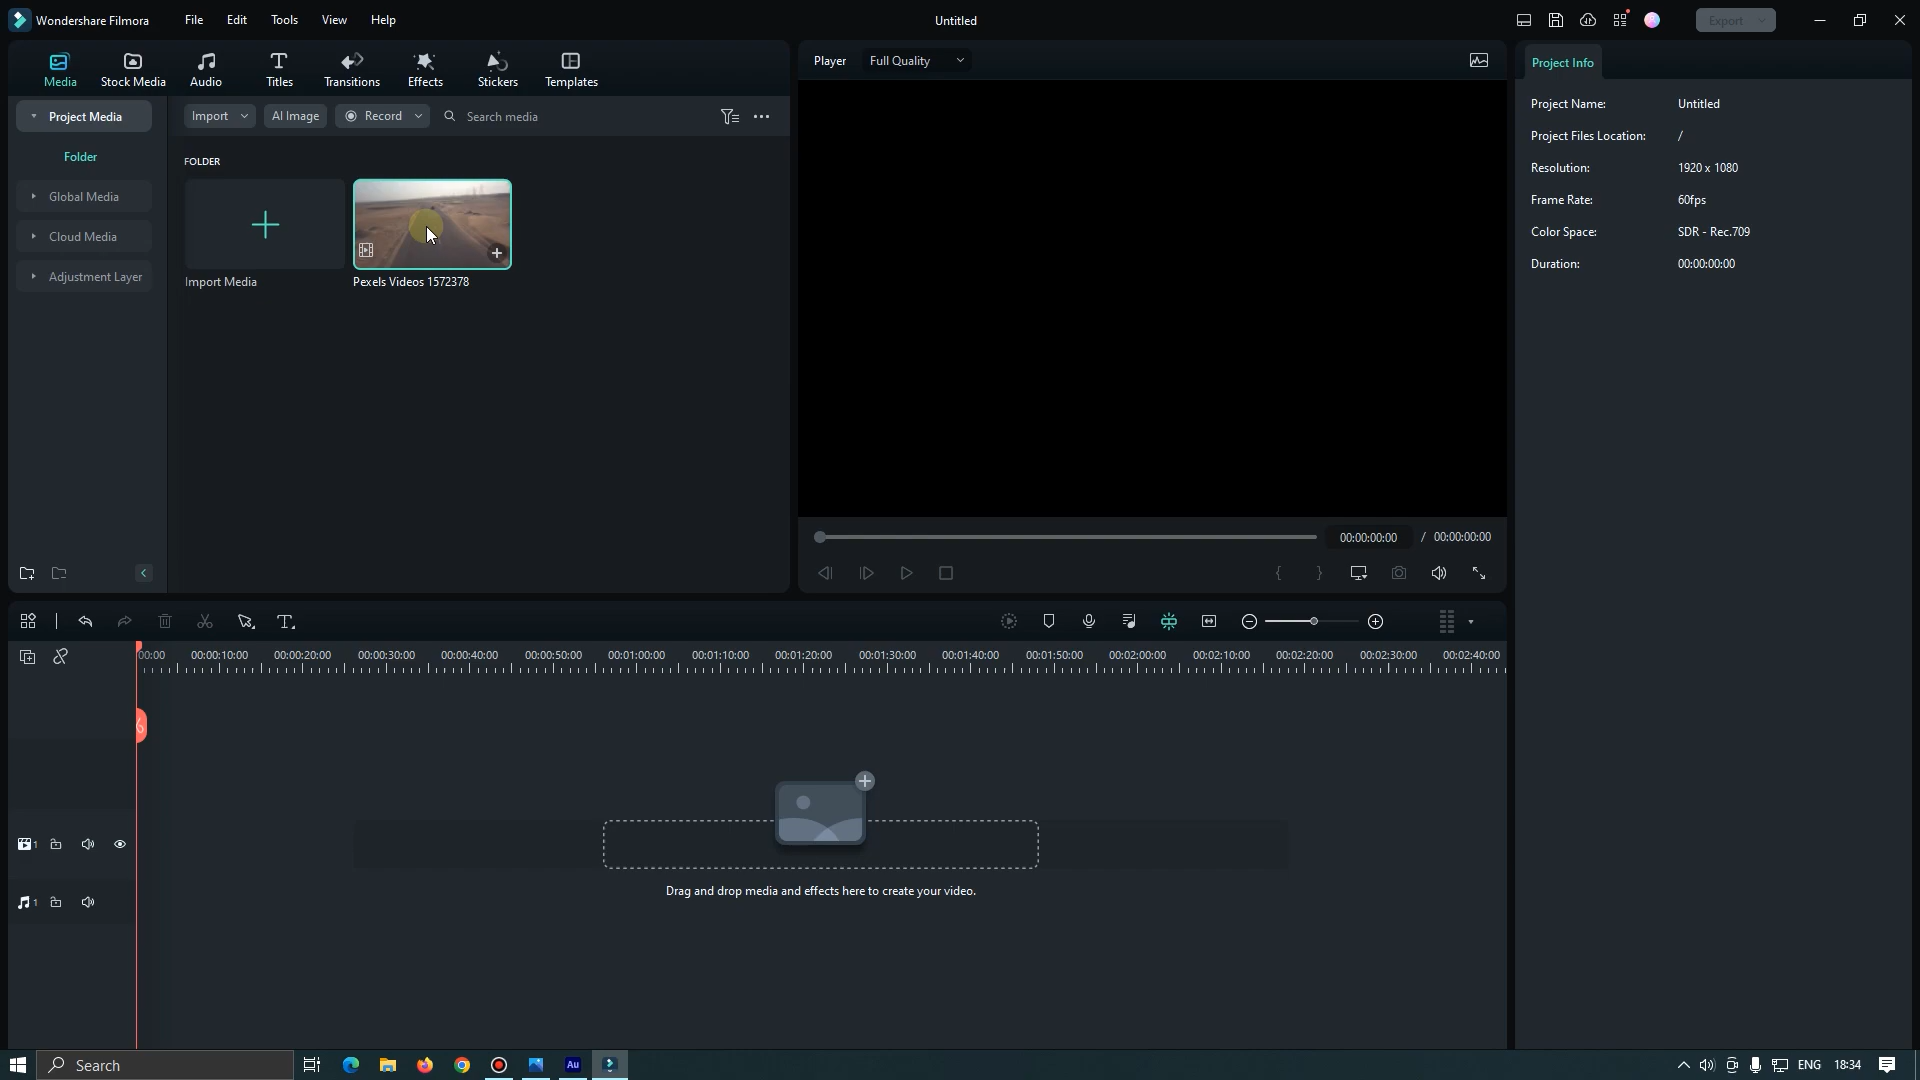 Wondershare Filmora
File
Edit
Tools
View
Help
Untitled
Export
Media
Stock Media
Audio
Titles
Transitions
Effects
Stickers
Templates
Player
Full Quality
Project Info
Project Media
Import
AI Image
Record
Search media
Folder
FOLDER
Global Media
Cloud Media
Adjustment Layer
Import Media
Pexels Videos 1572378
Project Name: Untitled
Project Files Location: /
Resolution: 1920 x 1080
Frame Rate: 60fps
Color Space: SDR - Rec.709
Duration: 00:00:00:00
00:00:00:00 / 00:00:00:00
00:00 00:00:10:00 00:00:20:00 00:00:30:00 00:00:40:00 00:00:50:00 00:01:00:00 00:01:10:00 00:01:20:00 00:01:30:00 00:01:40:00 00:01:50:00 00:02:00:00 00:02:10:00 00:02:20:00 00:02:30:00 00:02:40:00
1
Drag and drop media and effects here to create your video.
1
Search
Au
ENG
18:34